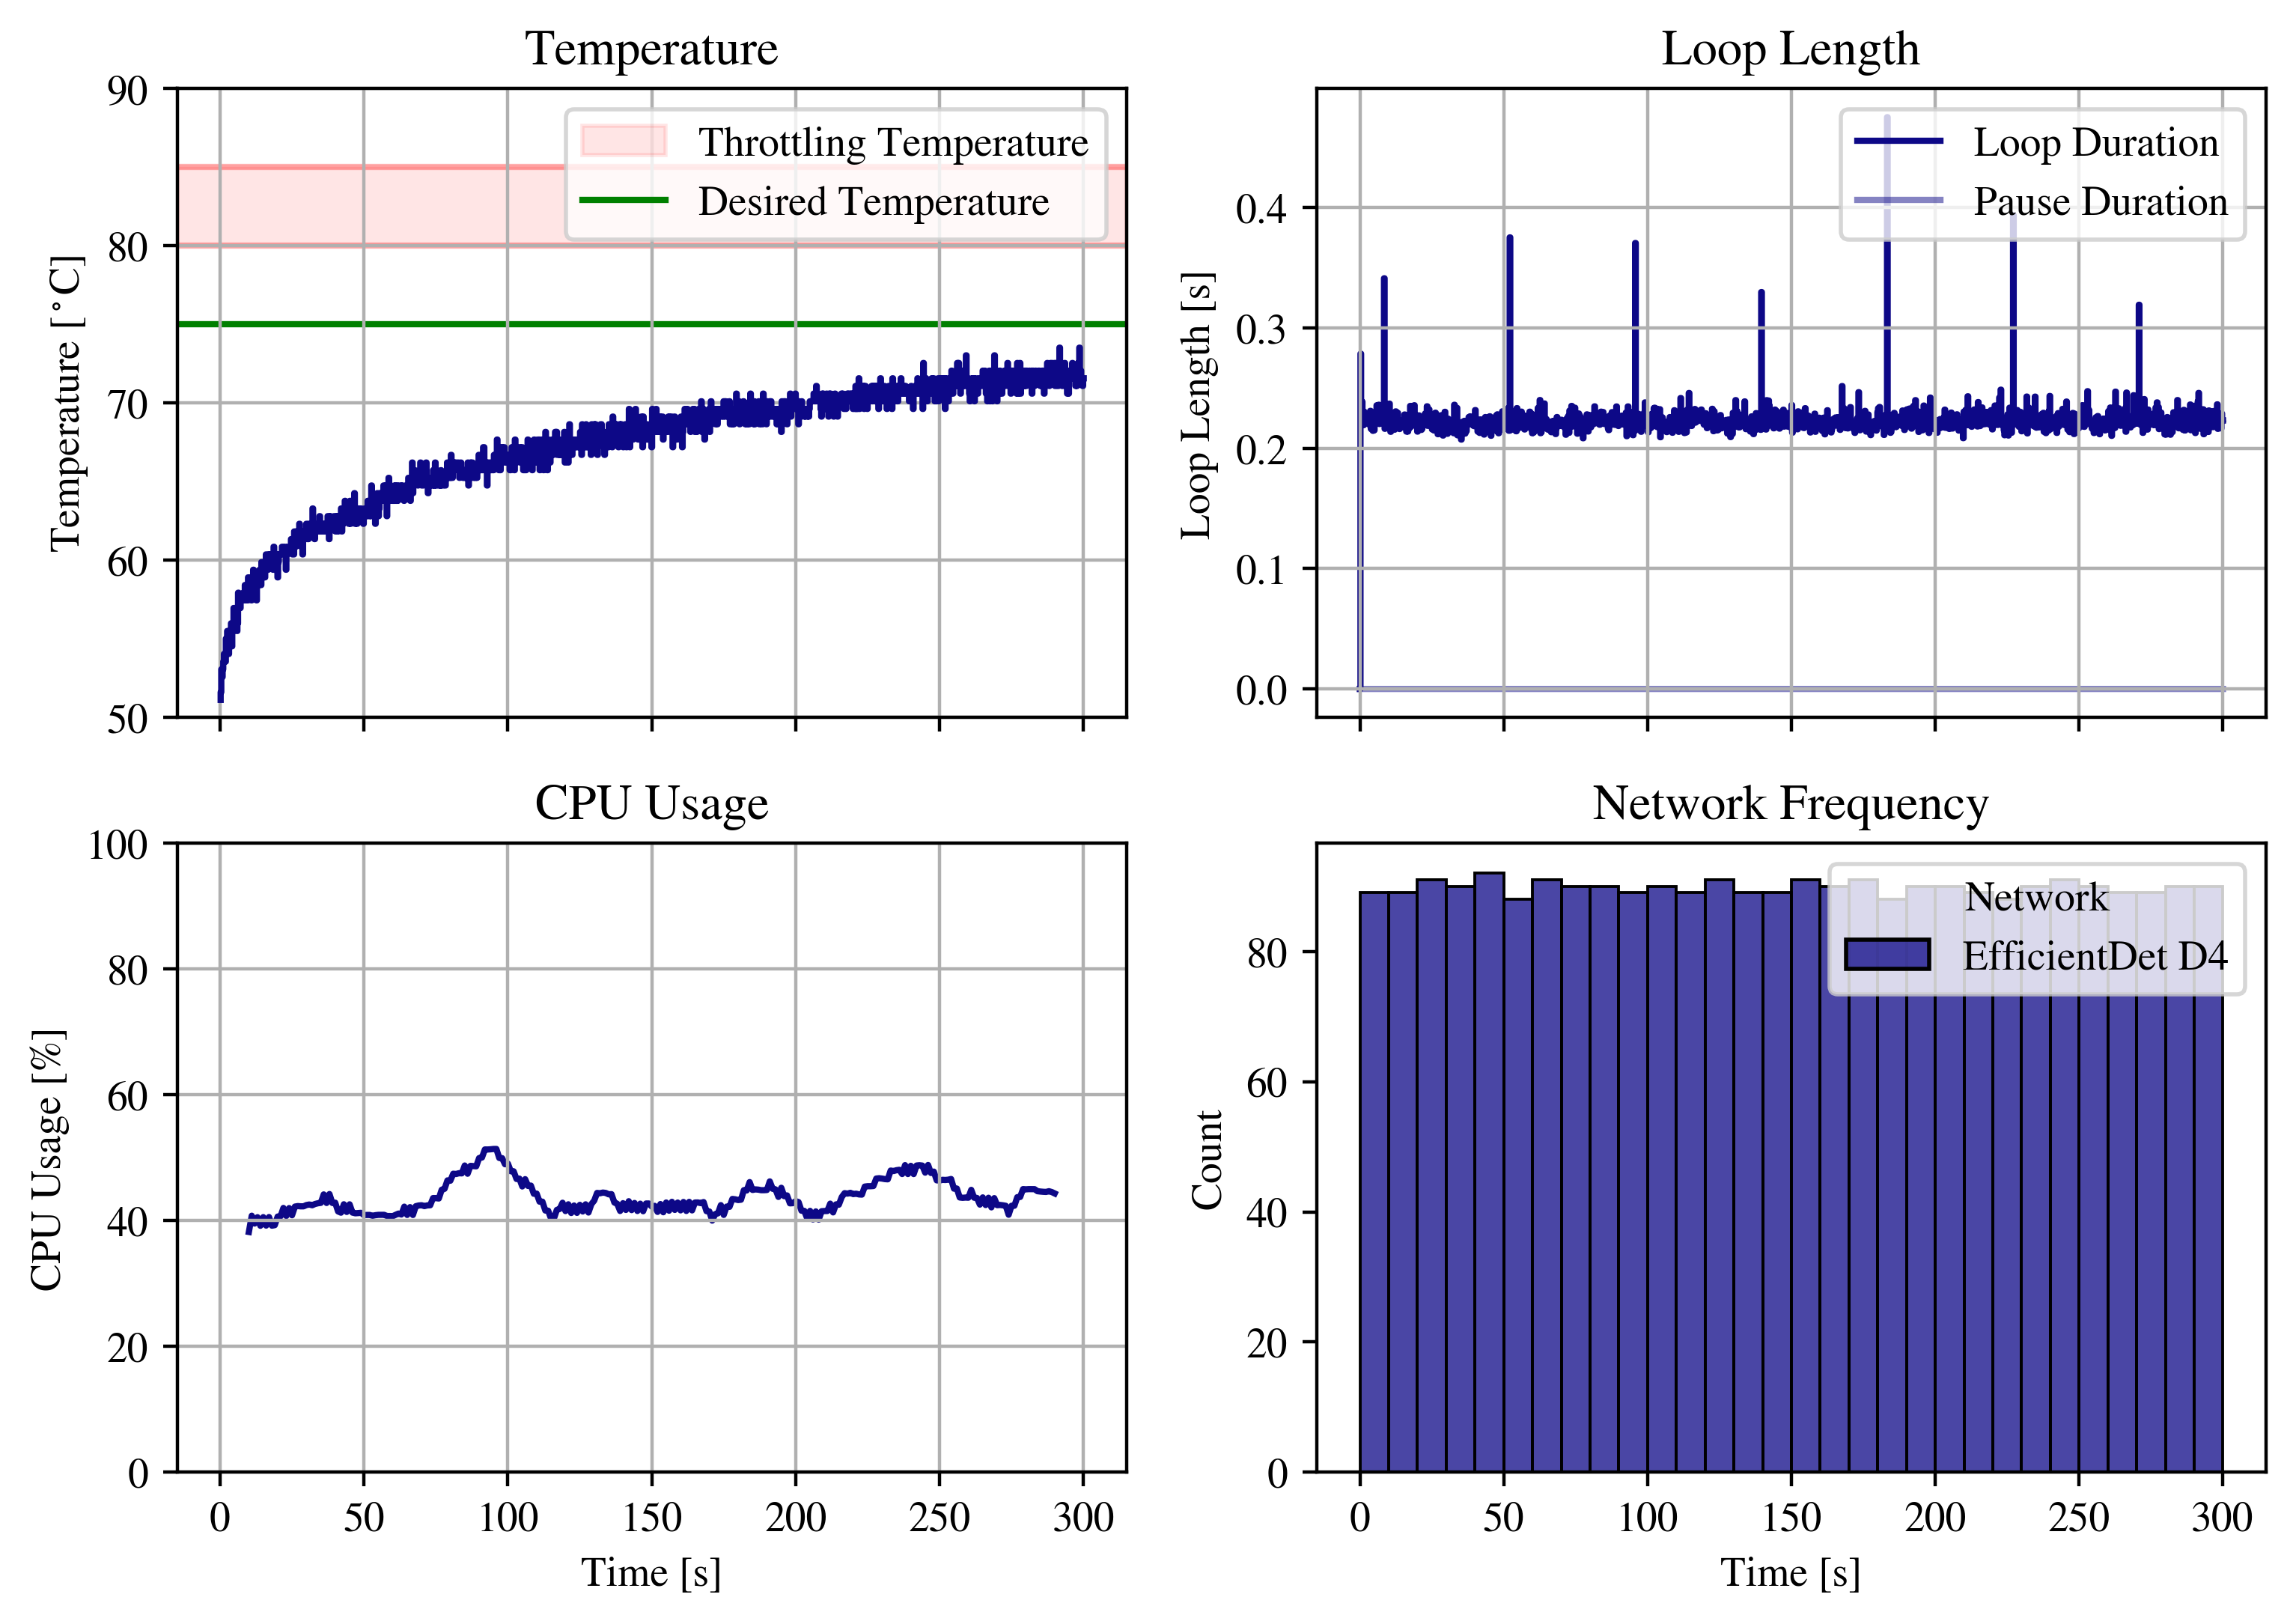 Temperature
90
80
70
60
50
Temperature [°C]
Throttling Temperature
Desired Temperature
Loop Length
0.4
0.3
0.2
0.1
0.0
Loop Length [s]
Loop Duration
Pause Duration
CPU Usage
100
80
60
40
20
0
CPU Usage [%]
0 50 100 150 200 250 300
Time [s]
Network Frequency
80
60
40
20
0
Count
Network
EfficientDet D4
0 50 100 150 200 250 300
Time [s]